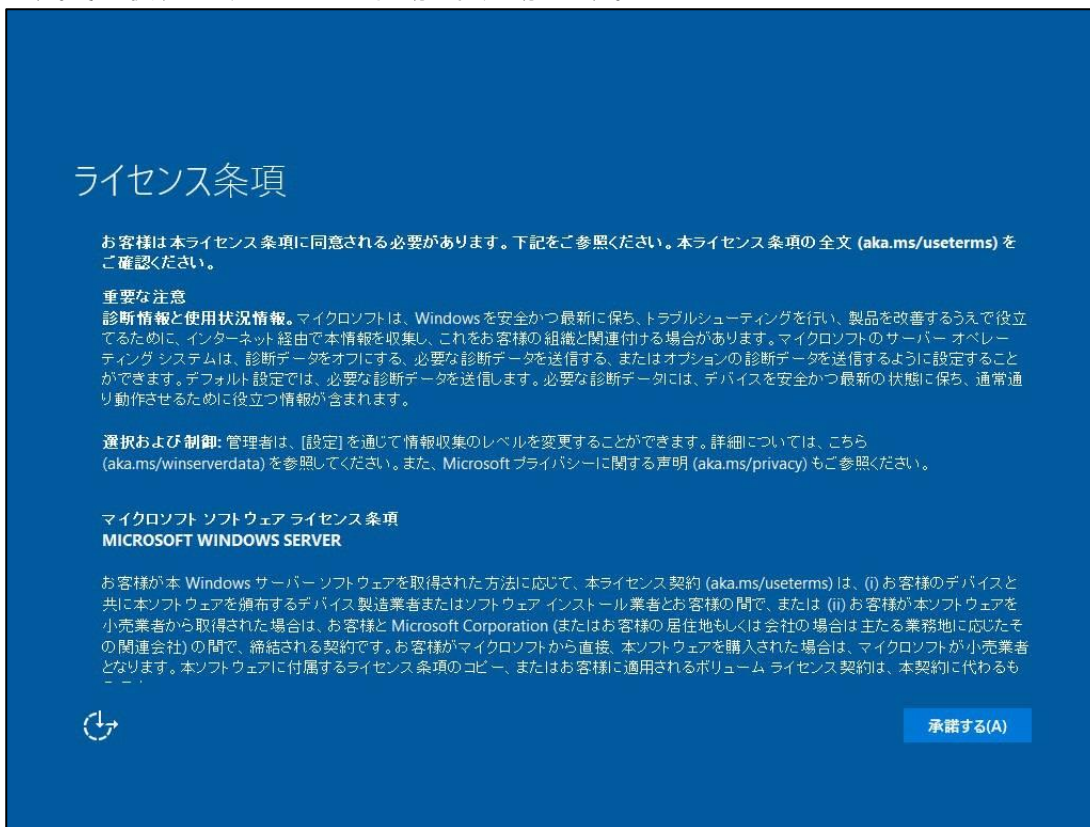 ライセンス条項
お客様は本ライセンス条項に同意される必要があります。下記をご参照ください。本ライセンス条項の全文 (aka.ms/useterms) を
ご確認ください。
重要な注意
診断情報と使用状況情報。マイクロソフトは、Windows を安全かつ最新に保ち、トラブルシューティングを行い、製品を改善するうえで役立
てるために、インターネット経由で本情報を収集し、これをお客様の組織と関連付ける場合があります。マイクロソフトのサーバー オペレー
ティング システムは、診断データをオフにする、必要な診断データを送信する、またはオプションの診断データを送信するように設定すること
ができます。デフォルト設定では、必要な診断データを送信します。必要な診断データには、デバイスを安全かつ最新の状態に保ち、通常通
り動作させるために役立つ情報が含まれます。
選択および制御: 管理者は、[設定] を通じて情報収集のレベルを変更することができます。詳細については、こちら
(aka.ms/winserverdata) を参照してください。また、Microsoft プライバシーに関する声明 (aka.ms/privacy) もご参照ください。
マイクロソフト ソフトウェア ライセンス条項
MICROSOFT WINDOWS SERVER
お客様が本 Windows サーバー ソフトウェアを取得された方法に応じて、本ライセンス契約 (aka.ms/useterms) は、(i) お客様のデバイスと
共に本ソフトウェアを頒布するデバイス製造業者またはソフトウェア インストール業者とお客様の間で、または (ii) お客様が本ソフトウェアを
小売業者から取得された場合は、お客様と Microsoft Corporation (またはお客様の居住地もしくは会社の場合は主たる業務地に応じたそ
の関連会社) の間で、締結される契約です。お客様がマイクロソフトから直接、本ソフトウェアを購入された場合は、マイクロソフトが小売業者
となります。本ソフトウェアに付属するライセンス条項のコピー、またはお客様に適用されるボリューム ライセンス契約は、本契約に代わるも
承諾する(A)